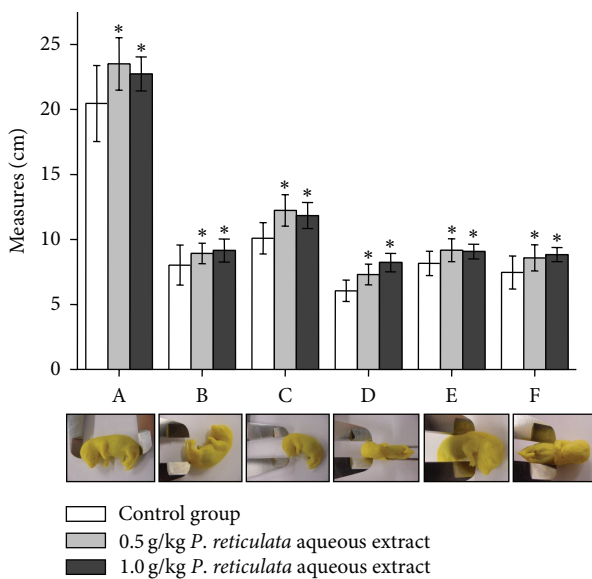 Measures (cm)
25
20
15
10
5
0
* * * * * * * * * * * *
A B C D E F
Control group
0.5 g/kg P. reticulata aqueous extract
1.0 g/kg P. reticulata aqueous extract